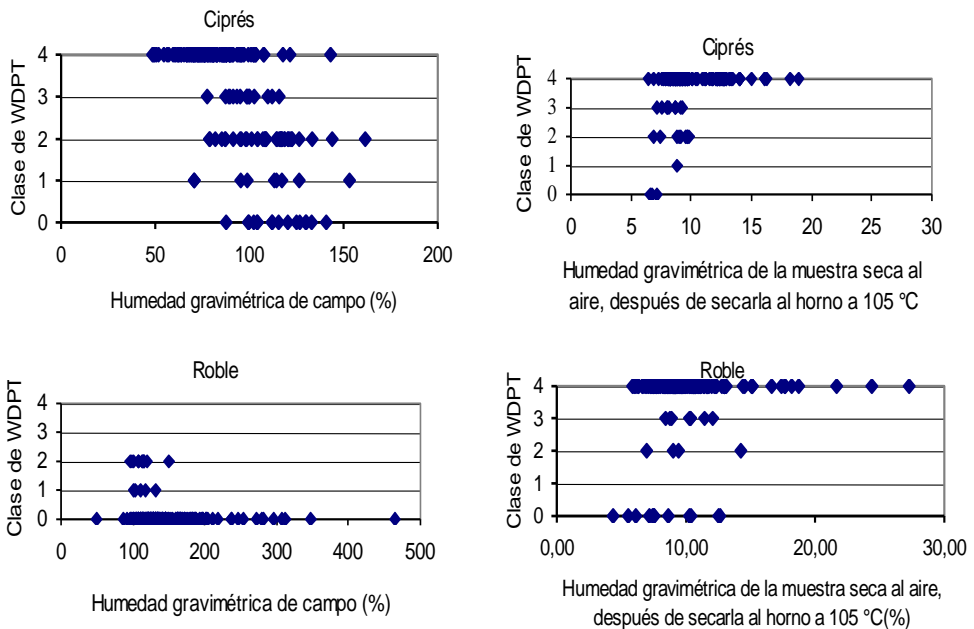 Ciprés
Clase de WDPT
4
3
2
1
0
0 50 100 150 200
Humedad gravimétrica de campo (%)
Ciprés
Clase de WDPT
4
3
2
1
0
0 5 10 15 20 25 30
Humedad gravimétrica de la muestra seca al
aire, después de secarla al horno a 105 ºC
Roble
Clase de WDPT
4
3
2
1
0
0 100 200 300 400 500
Humedad gravimétrica de campo (%)
Roble
Clase de WDPT
4
3
2
1
0
0,00 10,00 20,00 30,00
Humedad gravimétrica de la muestra seca al aire,
después de secarla al horno a 105 ºC(%)